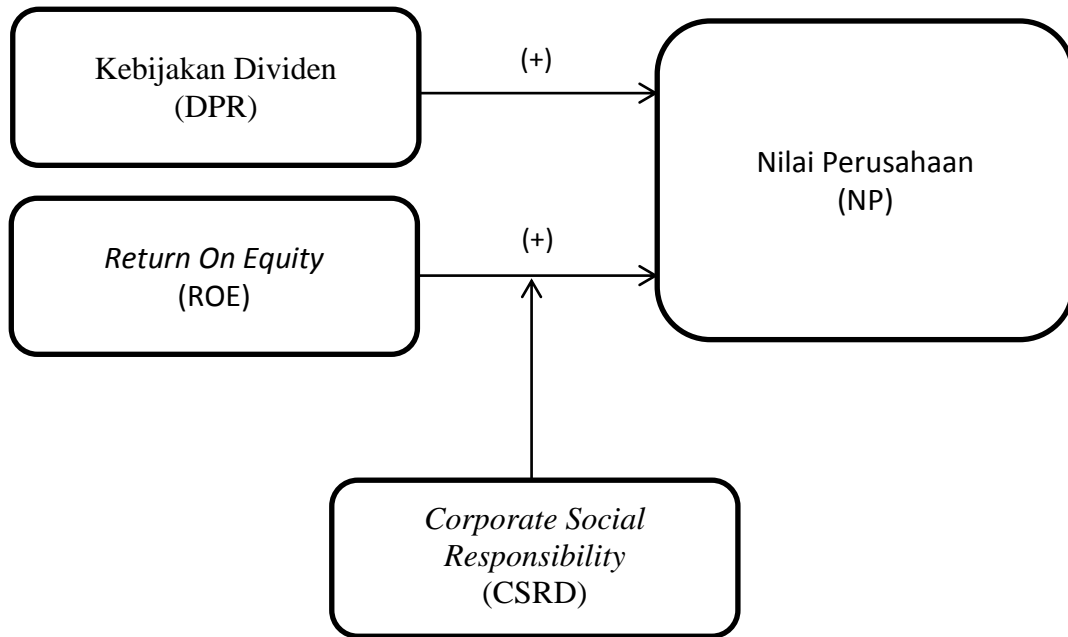 Kebijakan Dividen
(DPR)
(+)
Nilai Perusahaan
(NP)
Return On Equity
(ROE)
(+)
Corporate Social
Responsibility
(CSRD)